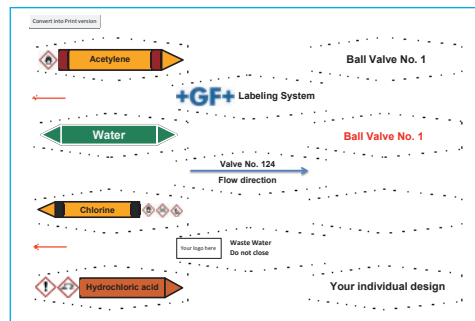 Convert into Print version
Acetylene
Ball Valve No. 1
+GF+ Labeling System
Water
Ball Valve No. 1
Valve No. 124
Flow direction
Chlorine
Your logo here
Waste Water
Do not close
Hydrochloric acid
Your individual design